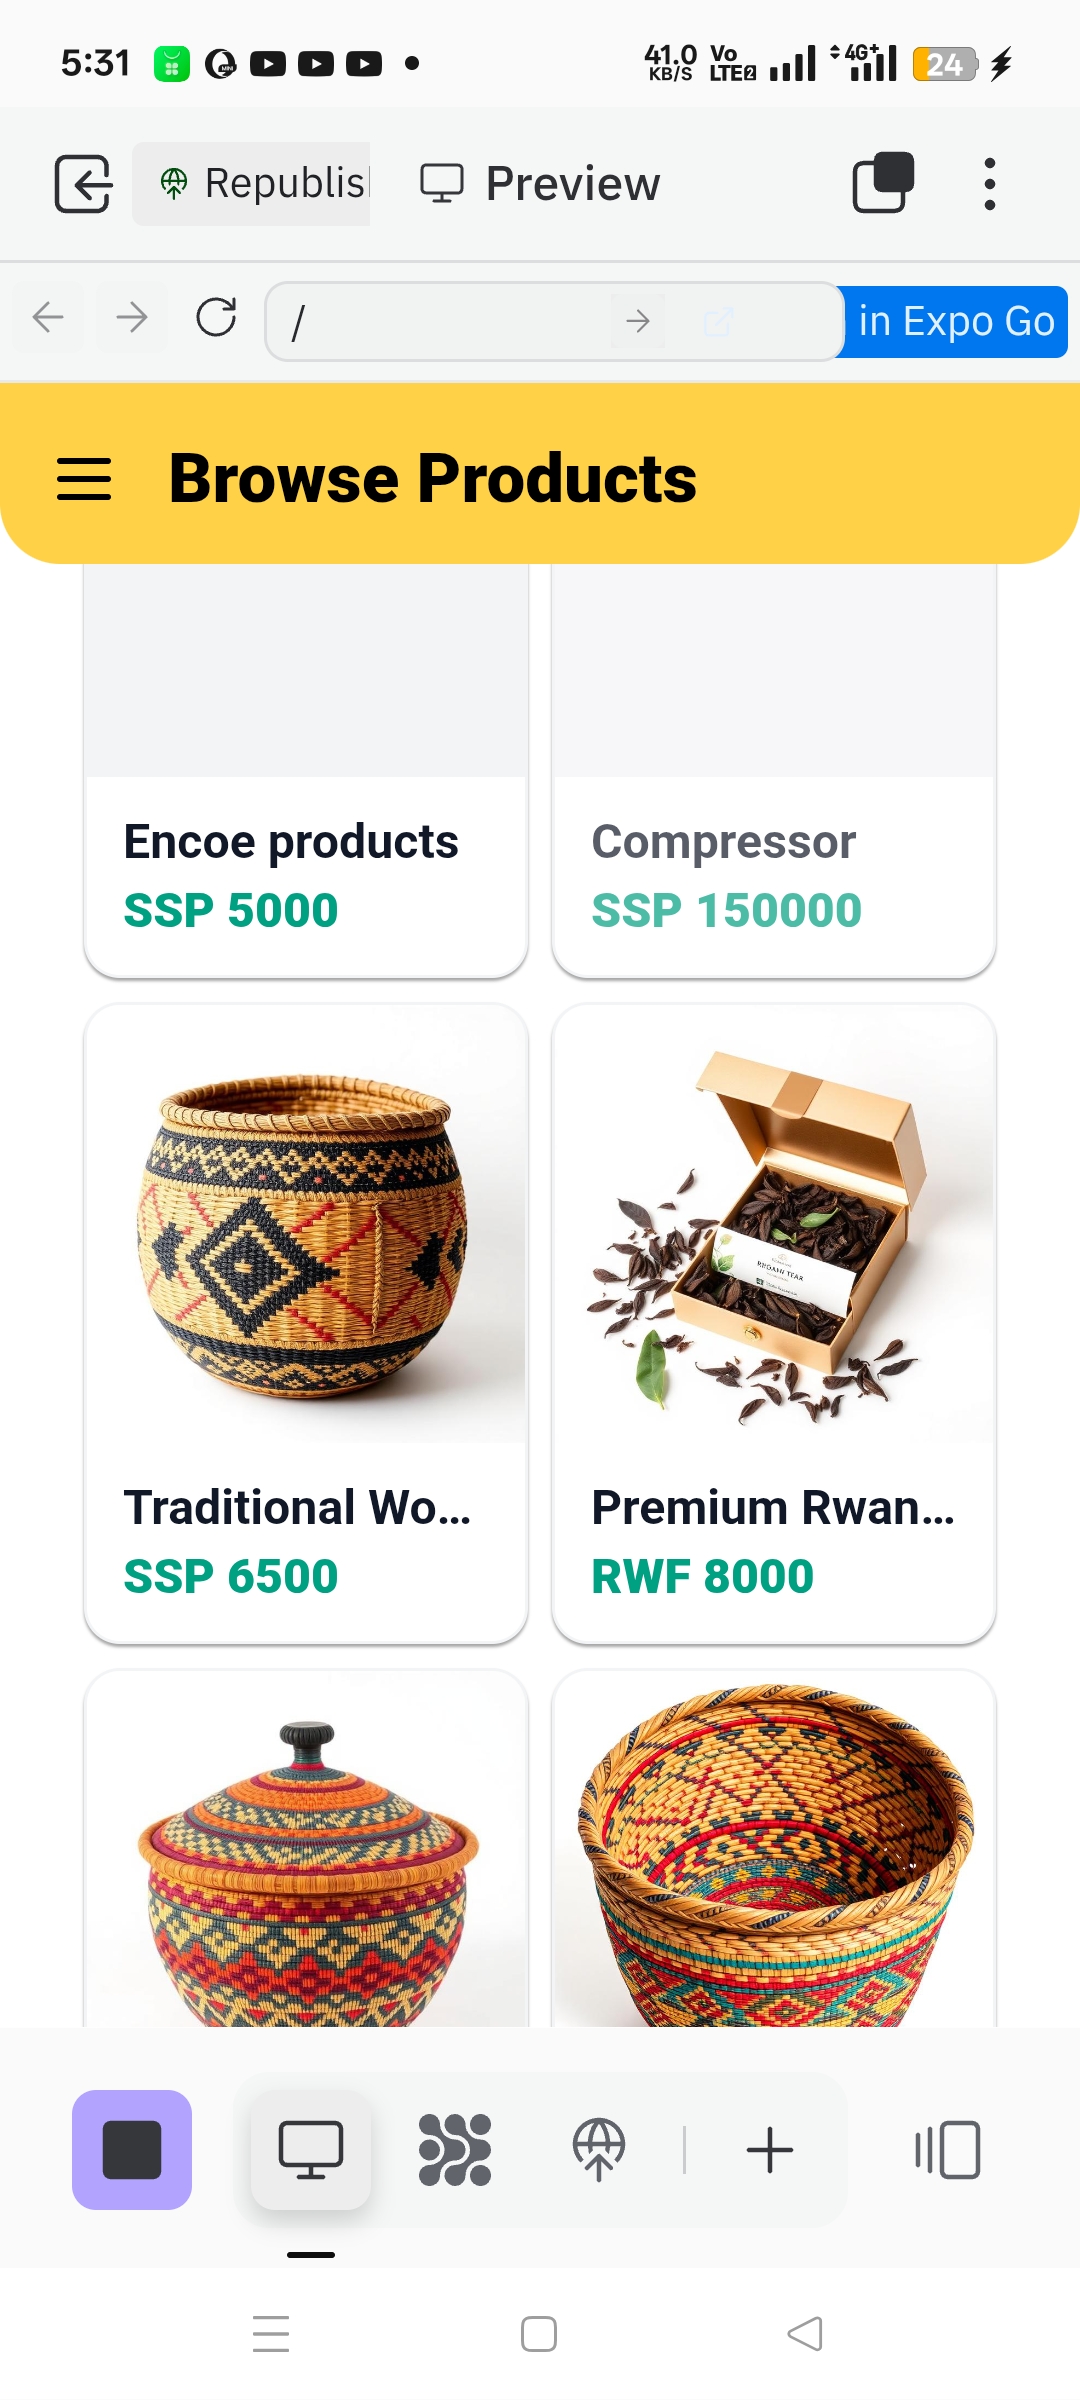 5:31
41.0 KB/S Vo LTE2 4G+ 24
Republis
Preview
/
in Expo Go
Browse Products
Encoe products
SSP 5000
Compressor
SSP 150000
Traditional Wo...
SSP 6500
Premium Rwan...
RWF 8000